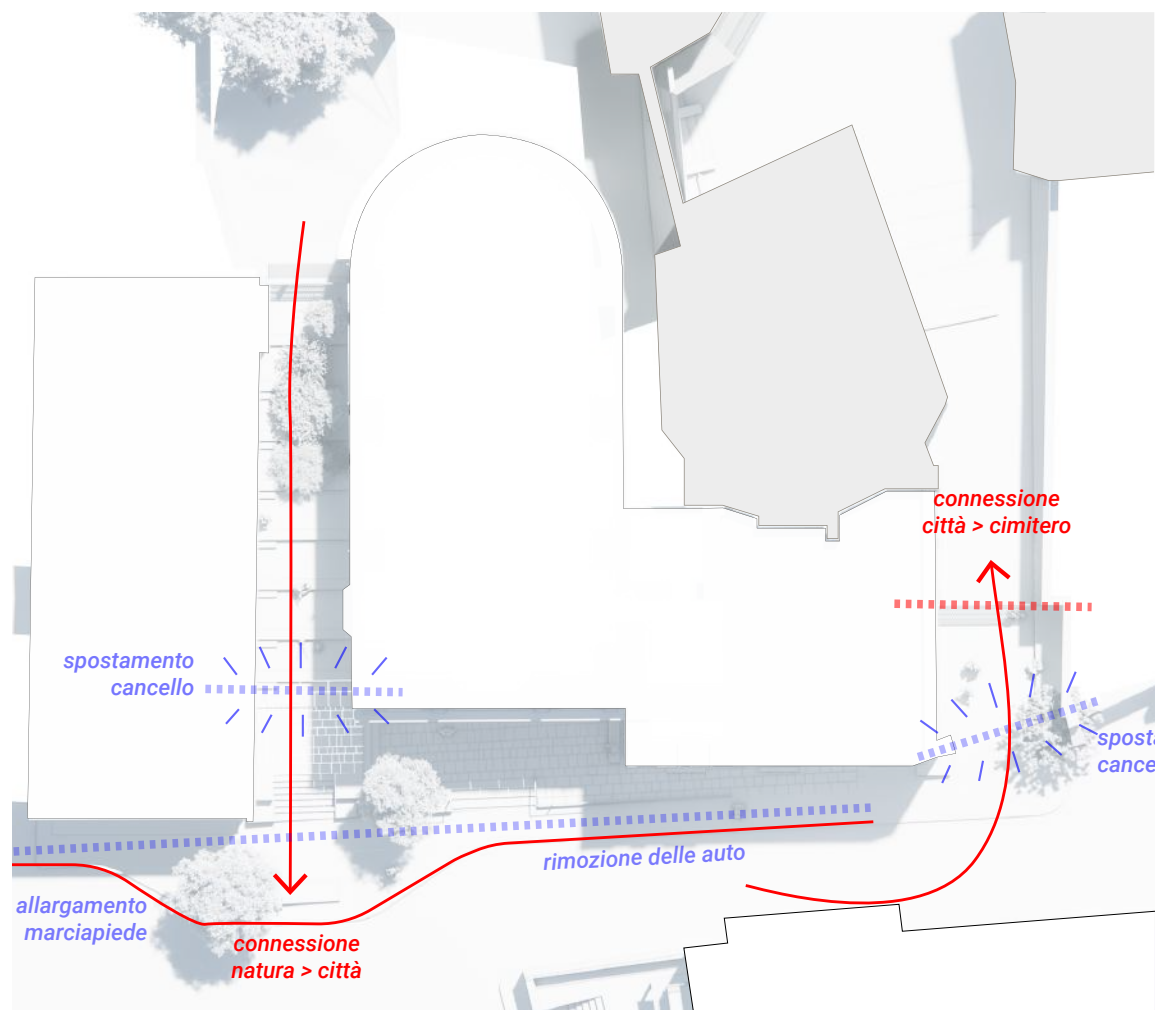 connessione
città > cimitero
spostamento
cancello
rimozione delle auto
allargamento
marciapiede
connessione
natura > città